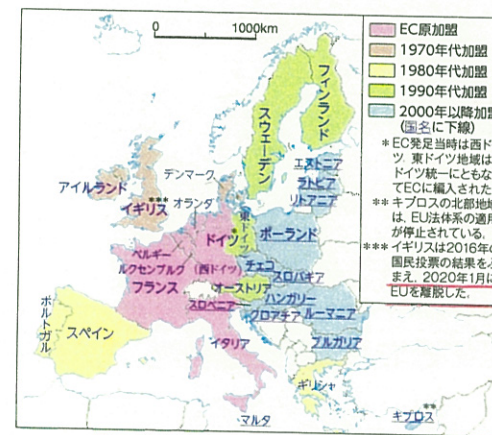 0 1000km
EC原加盟
1970年代加盟
1980年代加盟
1990年代加盟
2000年以降加盟
(国名に下線)
*EC発足当時は西ドイ
ツ. 東ドイツ地域は
ドイツ統一にともな
てECに編入された
**キプロスの北部地域
は, EU法体系の適用
が停止されている.
***イギリスは2016年の
国民投票の結果を
まえ, 2020年1月に
EUを離脱した.
フィンランド
スウェーデン
エストニア
ラトビア
リトアニア
デンマーク
アイルランド
***
イギリス
オランダ
東ドイツ
ドイツ*
ポーランド
ベルギー
ルクセンブルク
(西ドイツ)
チェコ
スロバキア
フランス
オーストリア
ハンガリー
スロベニア
クロアチア
ルーマニア
ポルトガル
スペイン
イタリア
ブルガリア
ギリシャ
**
キプロス
マルタ